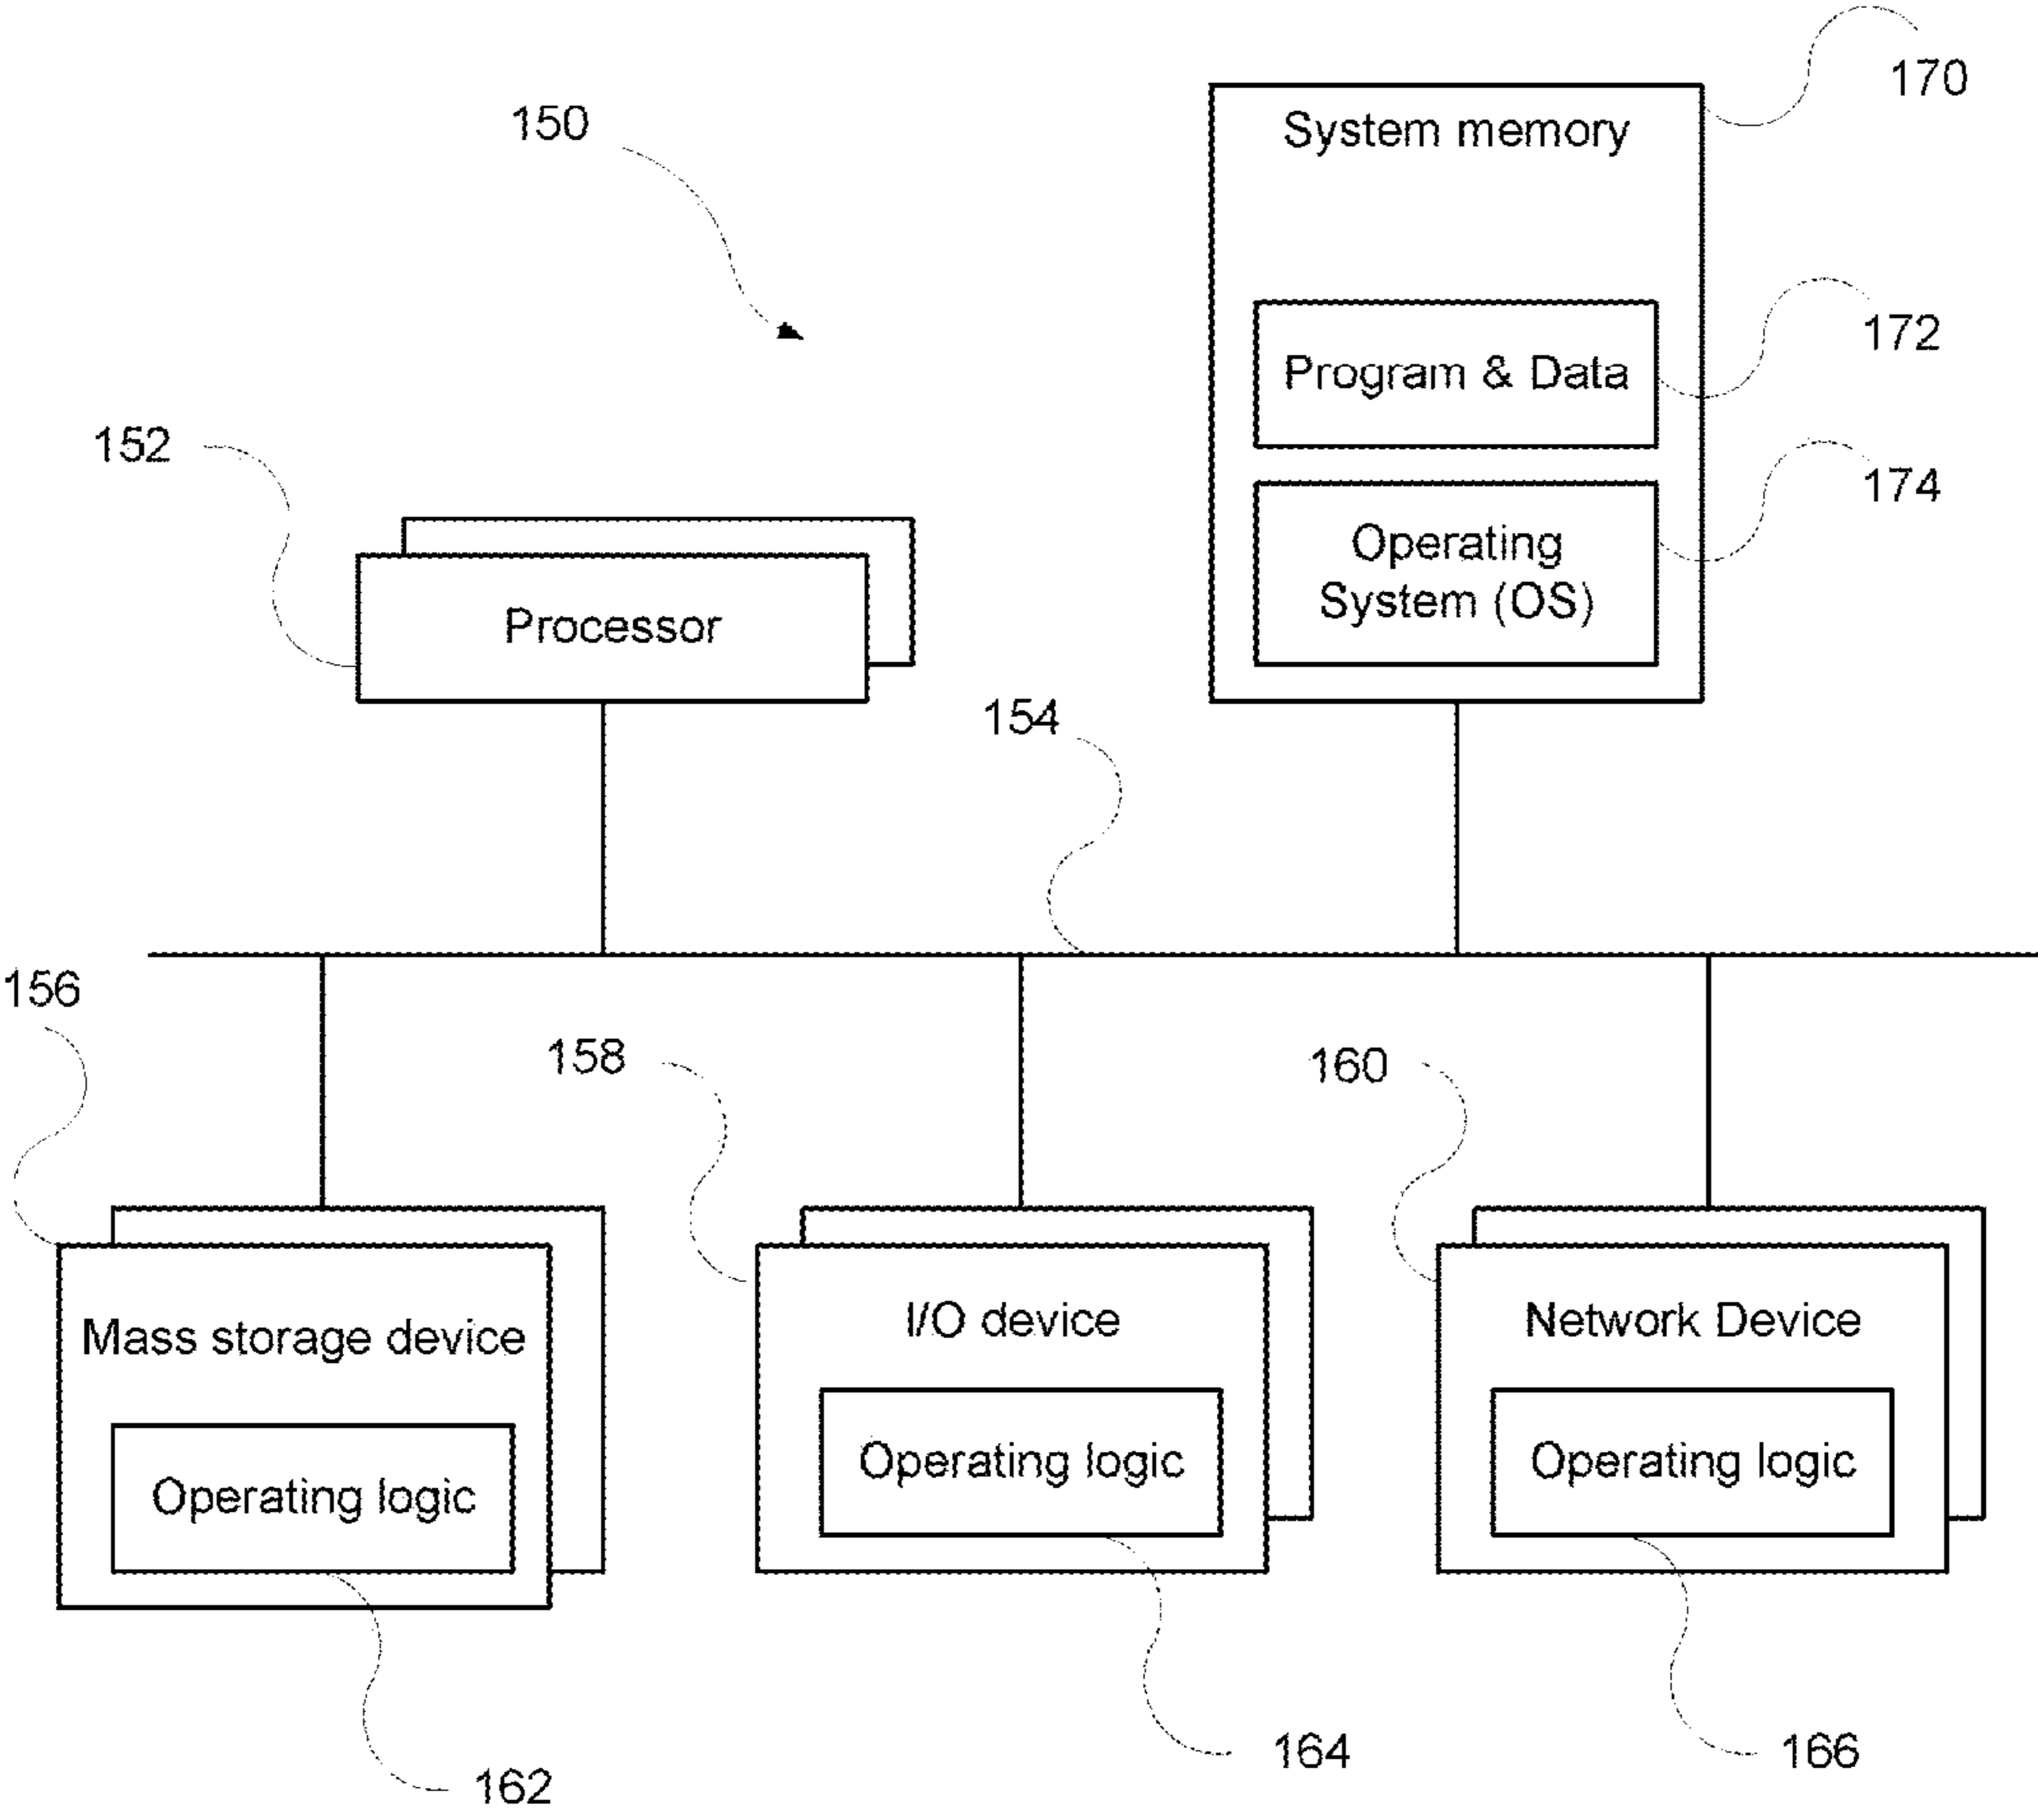 170
System memory
150
172
Program & Data
152
174
Operating
System (OS)
Processor
154
156
158
160
Mass storage device
I/O device
Network Device
Operating logic
Operating logic
Operating logic
162
164
166